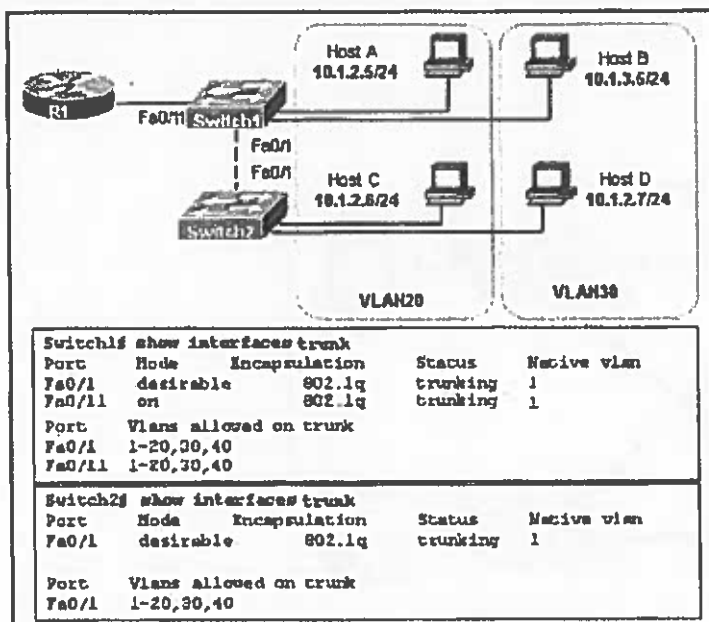 Host A
10.1.2.5/24
Host B
10.1.3.6/24
R1
Fa0/11
Switch1
Fa0/1
Fa0/1
Host C
10.1.2.6/24
Host D
10.1.2.7/24
Switch2
VLAN20
VLAN30
Switch1# show interfaces trunk
Port Mode Encapsulation Status Native vlan
Fa0/1 desirable 802.1q trunking 1
Fa0/11 on 802.1q trunking 1
Port Vlans allowed on trunk
Fa0/1 1-20,30,40
Fa0/11 1-20,30,40
Switch2# show interfaces trunk
Port Mode Encapsulation Status Native vlan
Fa0/1 desirable 802.1q trunking 1
Port Vlans allowed on trunk
Fa0/1 1-20,30,40